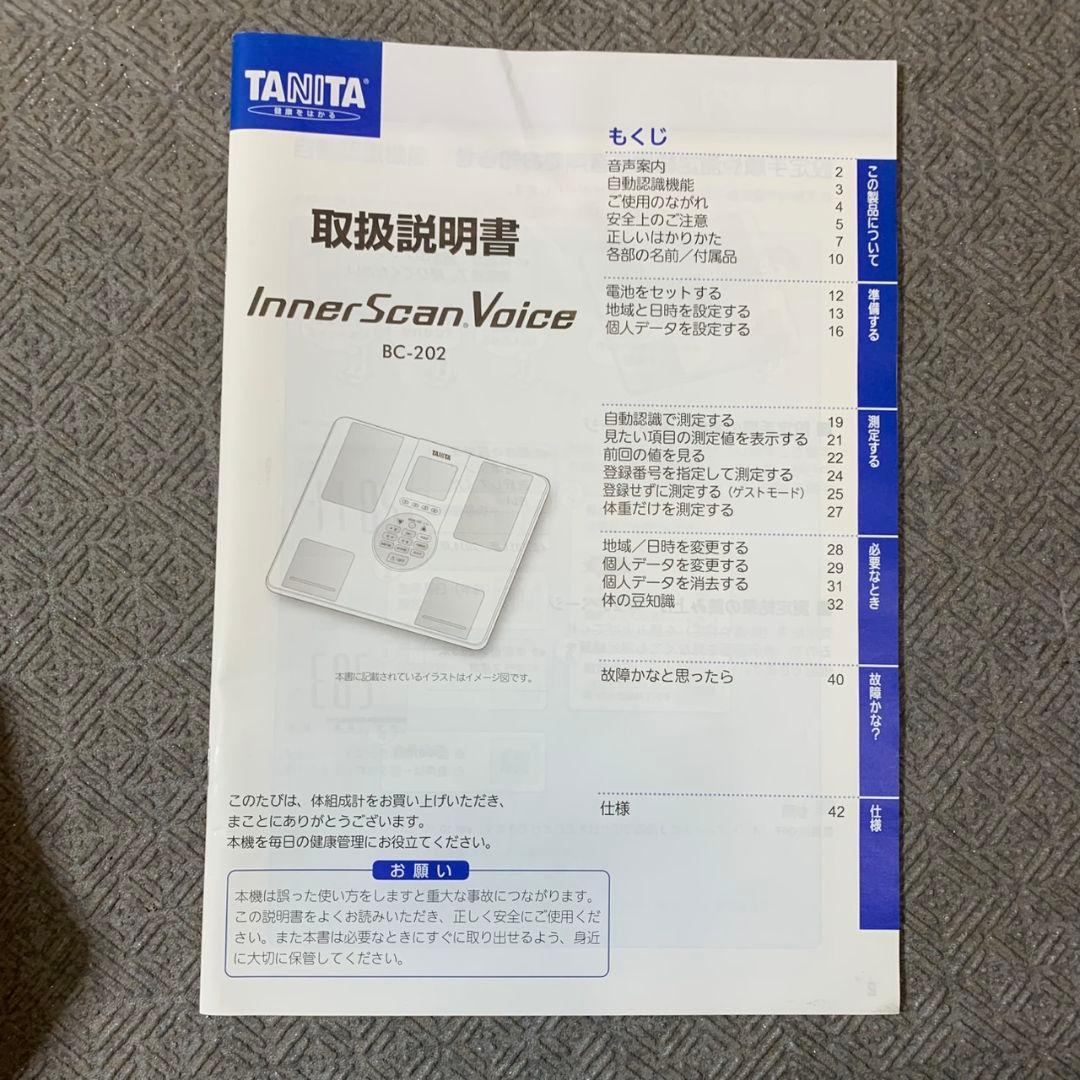 TANITA®
健康をはかる
取扱説明書
InnerScan®Voice
BC-202
TANITA
本書に記載されているイラストはイメージ図です。
このたびは、体組成計をお買い上げいただき、
まことにありがとうございます。
本機を毎日の健康管理にお役立てください。
お願い
本機は誤った使い方をしますと重大な事故につながります。
この説明書をよくお読みいただき、正しく安全にご使用くだ
さい。また本書は必要なときにすぐに取り出せるよう、身近
に大切に保管してください。
もくじ
この製品について
音声案内 2
自動認識機能 3
ご使用のながれ 4
安全上のご注意 5
正しいはかりかた 7
各部の名前／付属品 10
準備する
電池をセットする 12
地域と日時を設定する 13
個人データを設定する 16
測定する
自動認識で測定する 19
見たい項目の測定値を表示する 21
前回の値を見る 22
登録番号を指定して測定する 24
登録せずに測定する（ゲストモード） 25
体重だけを測定する 27
必要なとき
地域／日時を変更する 28
個人データを変更する 29
個人データを消去する 31
体の豆知識 32
故障かな？
故障かなと思ったら 40
仕様
仕様 42